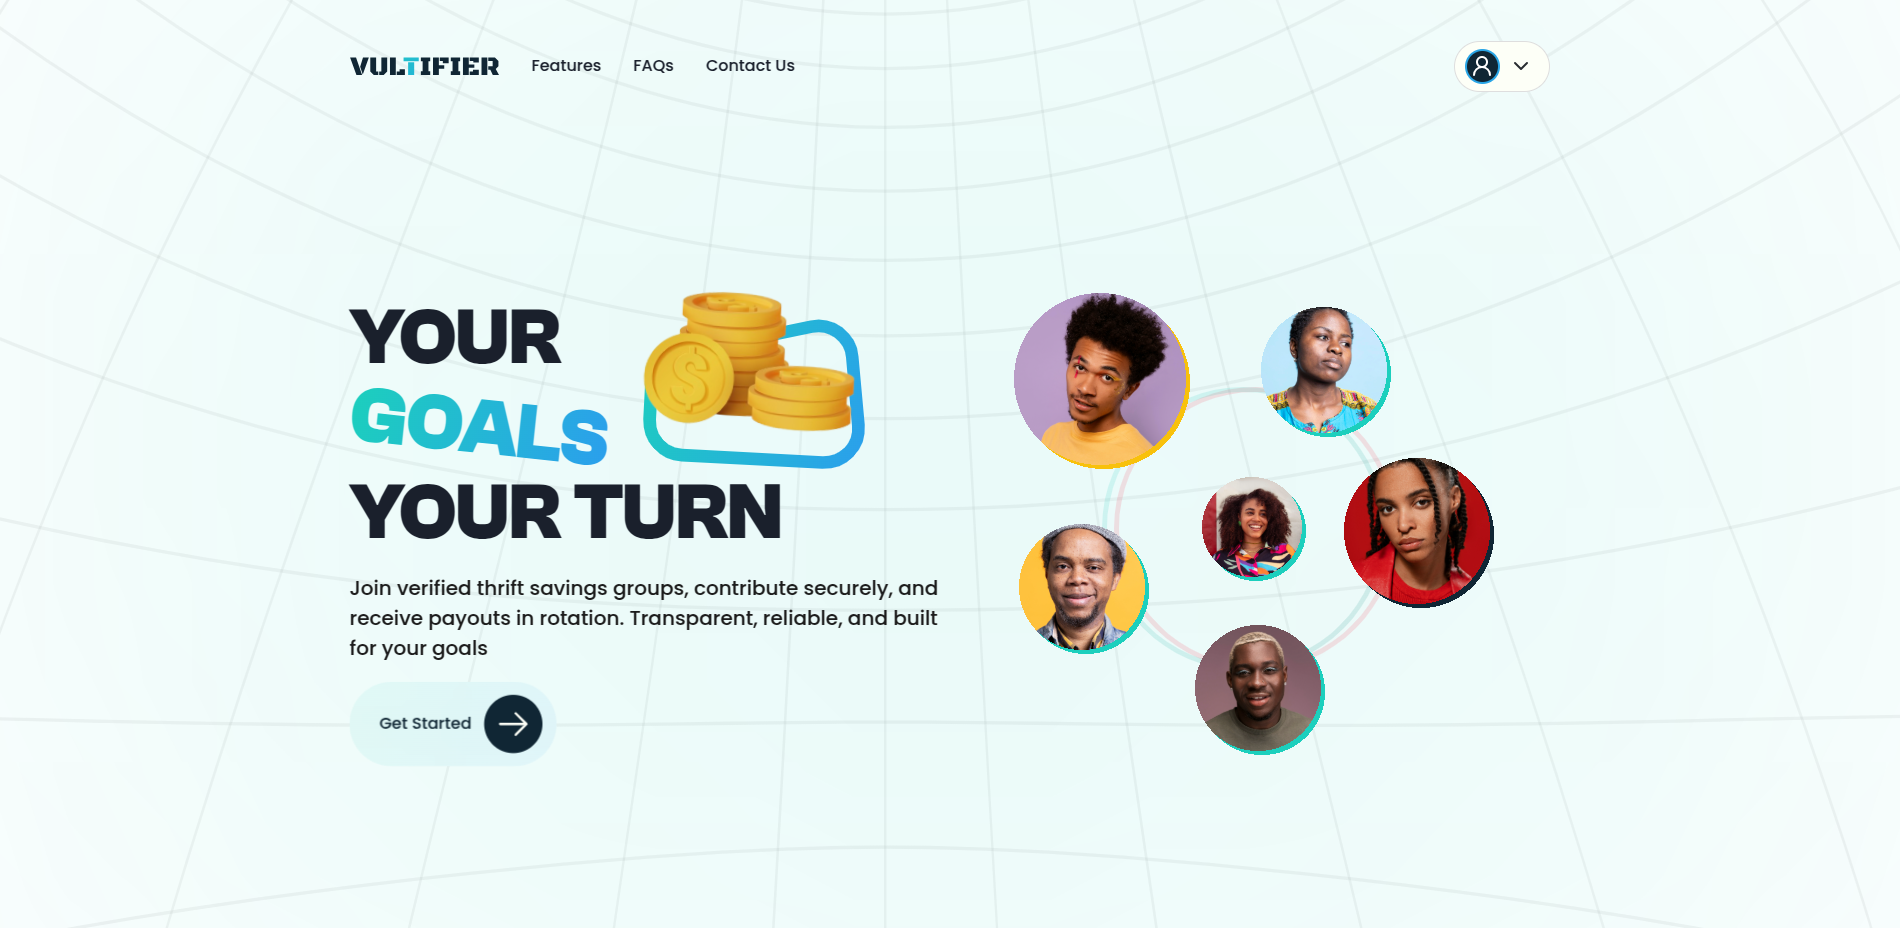 VULTIFIER
Features
FAQs
Contact Us
YOUR
GOALS
YOUR TURN
Join verified thrift savings groups, contribute securely, and
receive payouts in rotation. Transparent, reliable, and built
for your goals
Get Started
$